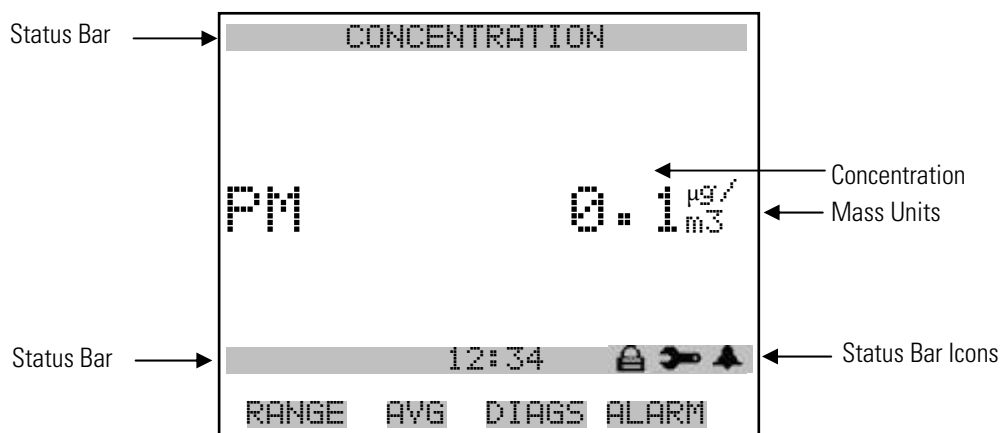 Status Bar
CONCENTRATION
Concentration
PM 0.1 µg/
m3
Mass Units
Status Bar
12:34
Status Bar Icons
RANGE AVG DIAGS ALARM